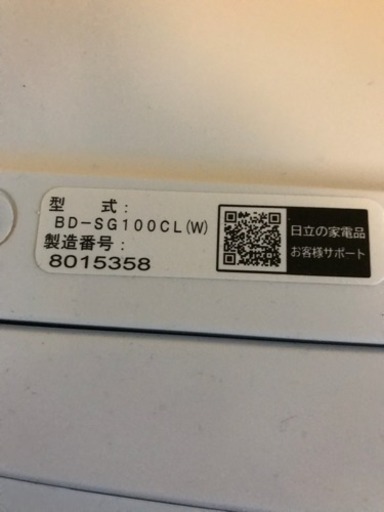 型 式:
BD-SG100CL(W)
製造番号:
8015358
日立の家電品
お客様サポート